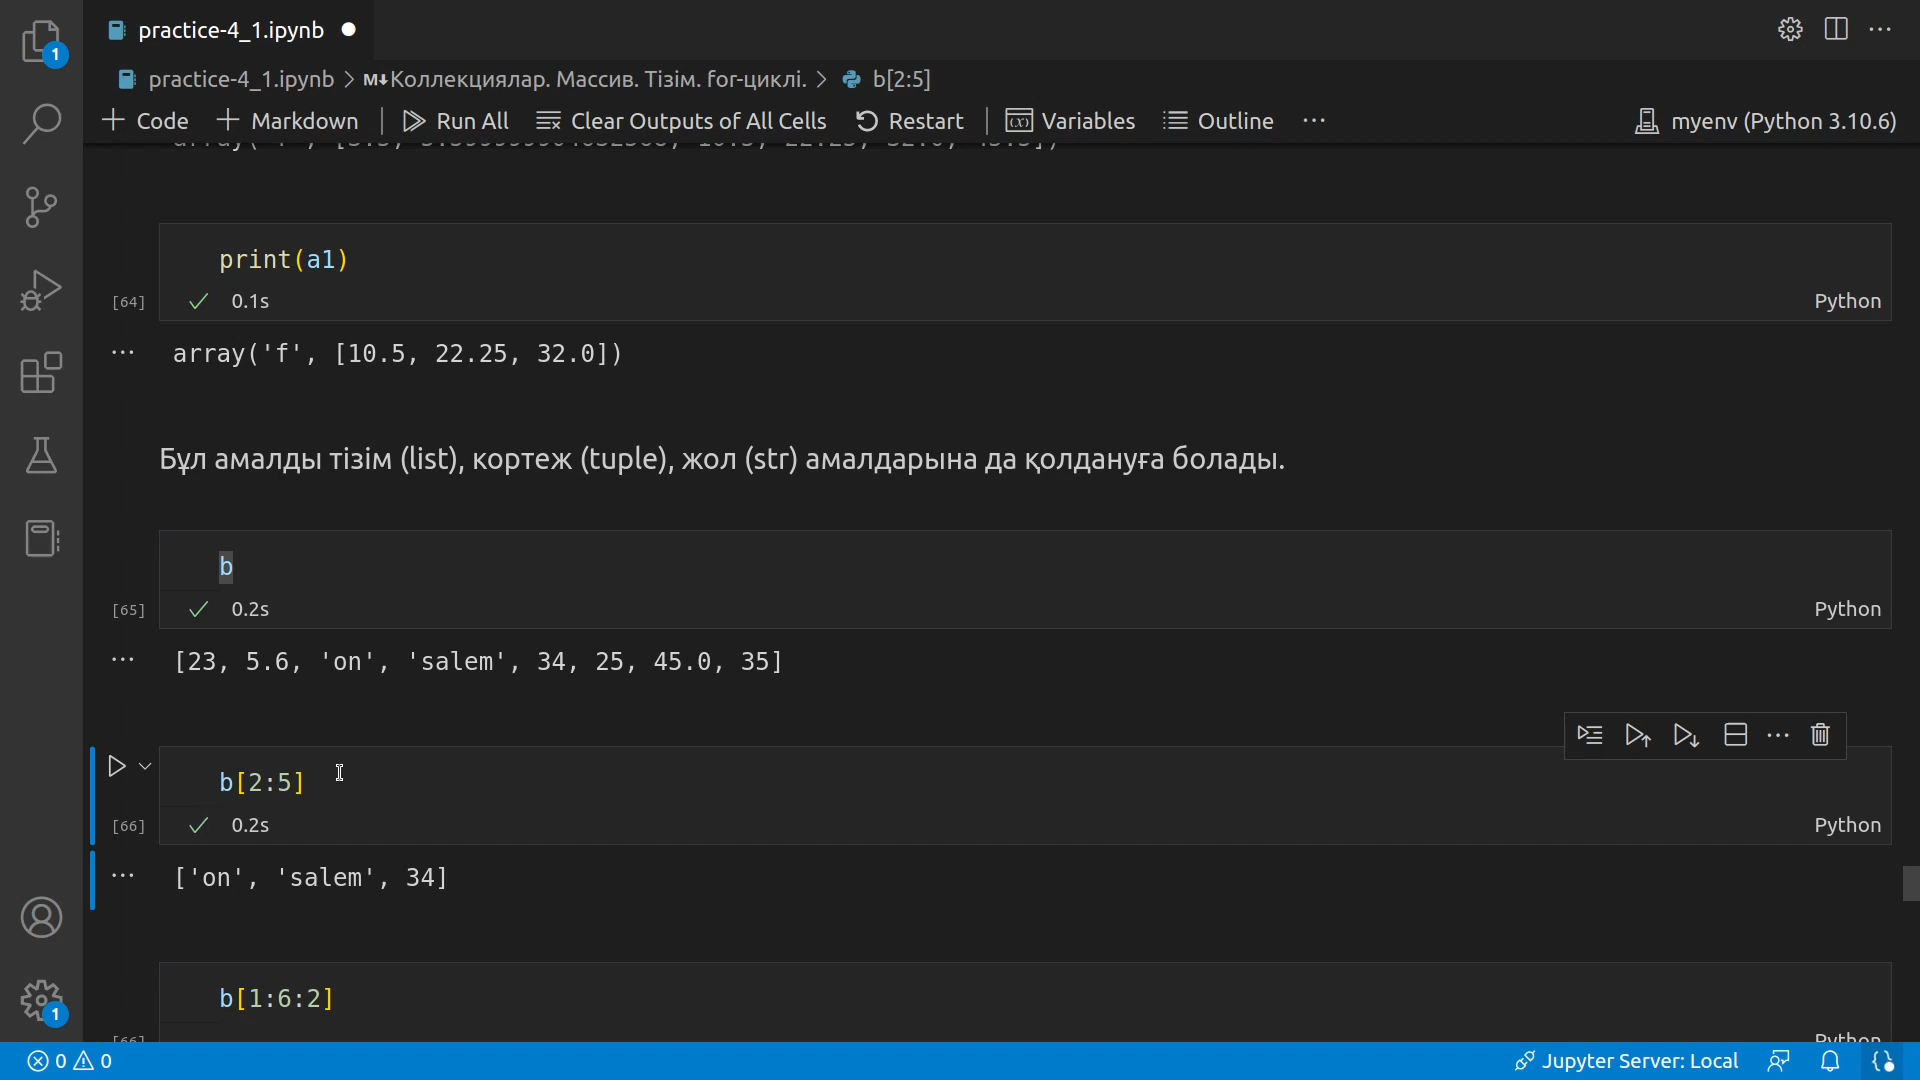 1
practice-4_1.ipynb
practice-4_1.ipynb > M↓Коллекциялар. Массив. Тізім. for-циклі. > b[2:5]
Code Markdown Run All Clear Outputs of All Cells Restart Variables Outline ... myenv (Python 3.10.6)
print(a1)
[64] 0.1s Python
array('f', [10.5, 22.25, 32.0])
Бұл амалды тізім (list), кортеж (tuple), жол (str) амалдарына да қолдануға болады.
b
[65] 0.2s Python
[23, 5.6, 'on', 'salem', 34, 25, 45.0, 35]
b[2:5]
[66] 0.2s Python
['on', 'salem', 34]
b[1:6:2]
[66] Python
1
0 0 Jupyter Server: Local